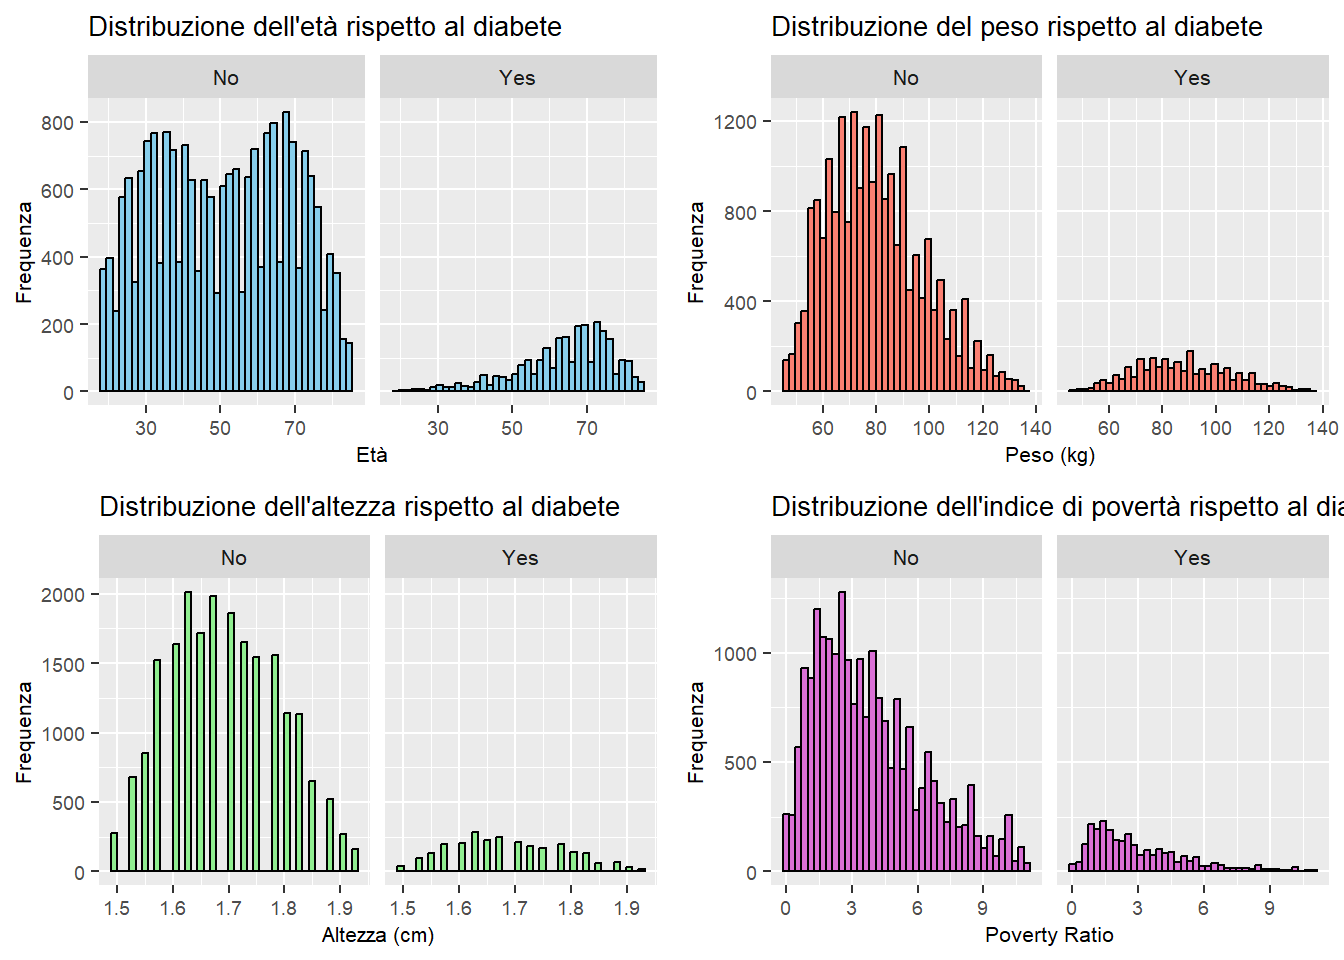 Distribuzione dell'età rispetto al diabete
No Yes
Frequenza
800
600
400
200
0
30 50 70 30 50 70
Età
Distribuzione del peso rispetto al diabete
No Yes
Frequenza
1200
800
400
0
60 80 100 120 140 60 80 100 120 140
Peso (kg)
Distribuzione dell'altezza rispetto al diabete
No Yes
Frequenza
2000
1500
1000
500
0
1.5 1.6 1.7 1.8 1.9 1.5 1.6 1.7 1.8 1.9
Altezza (cm)
Distribuzione dell'indice di povertà rispetto al dia
No Yes
Frequenza
1000
500
0
0 3 6 9 0 3 6 9
Poverty Ratio